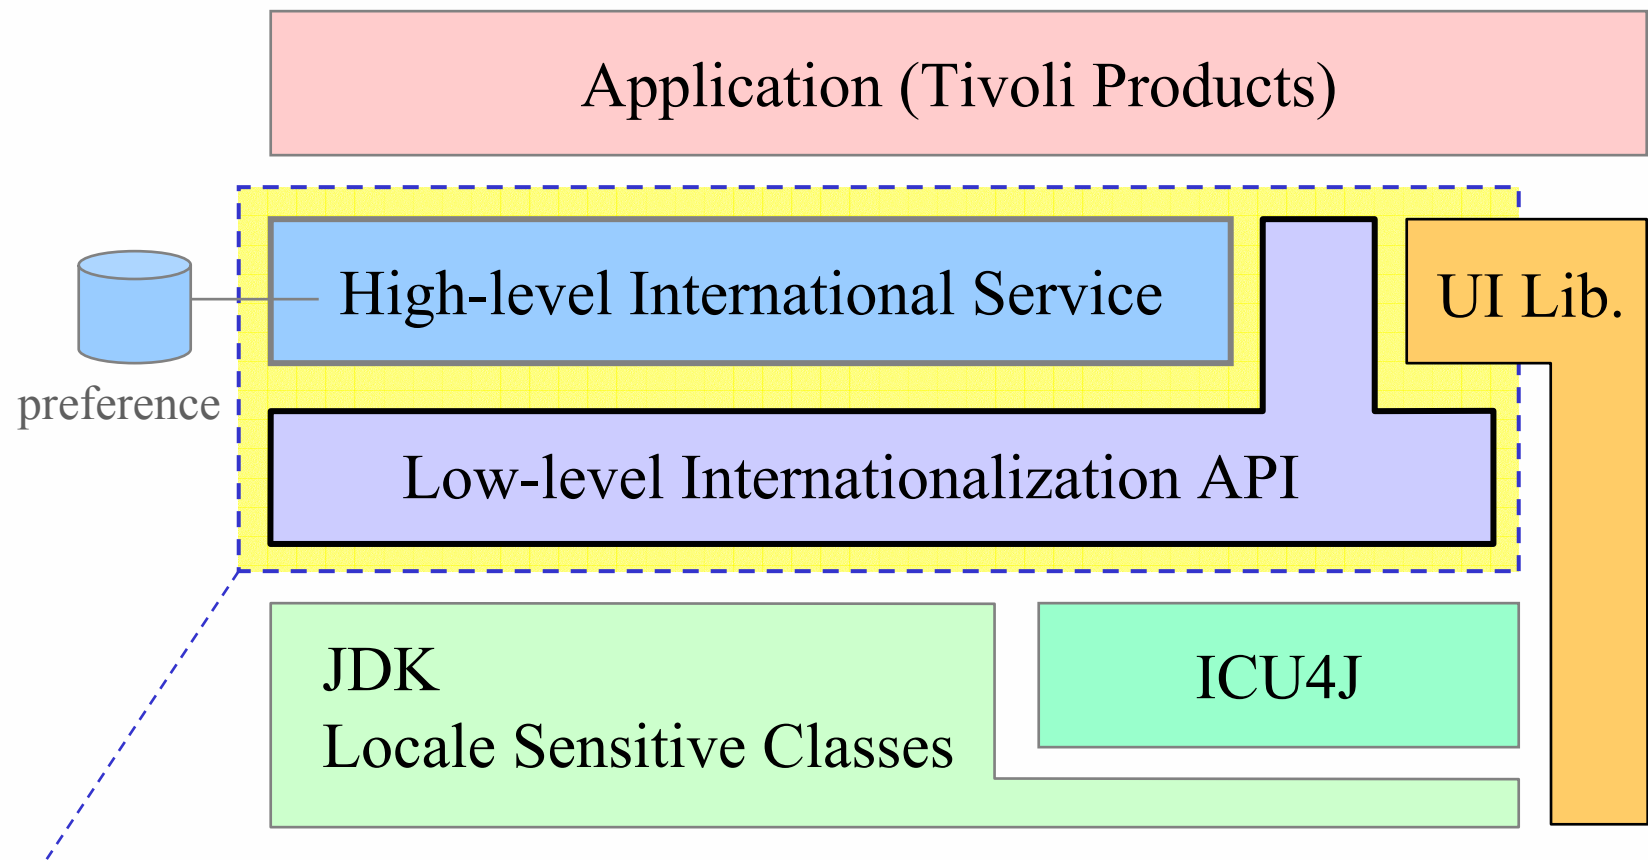 Application (Tivoli Products)
High-level International Service
UI Lib.
preference
Low-level Internationalization API
JDK
Locale Sensitive Classes
ICU4J